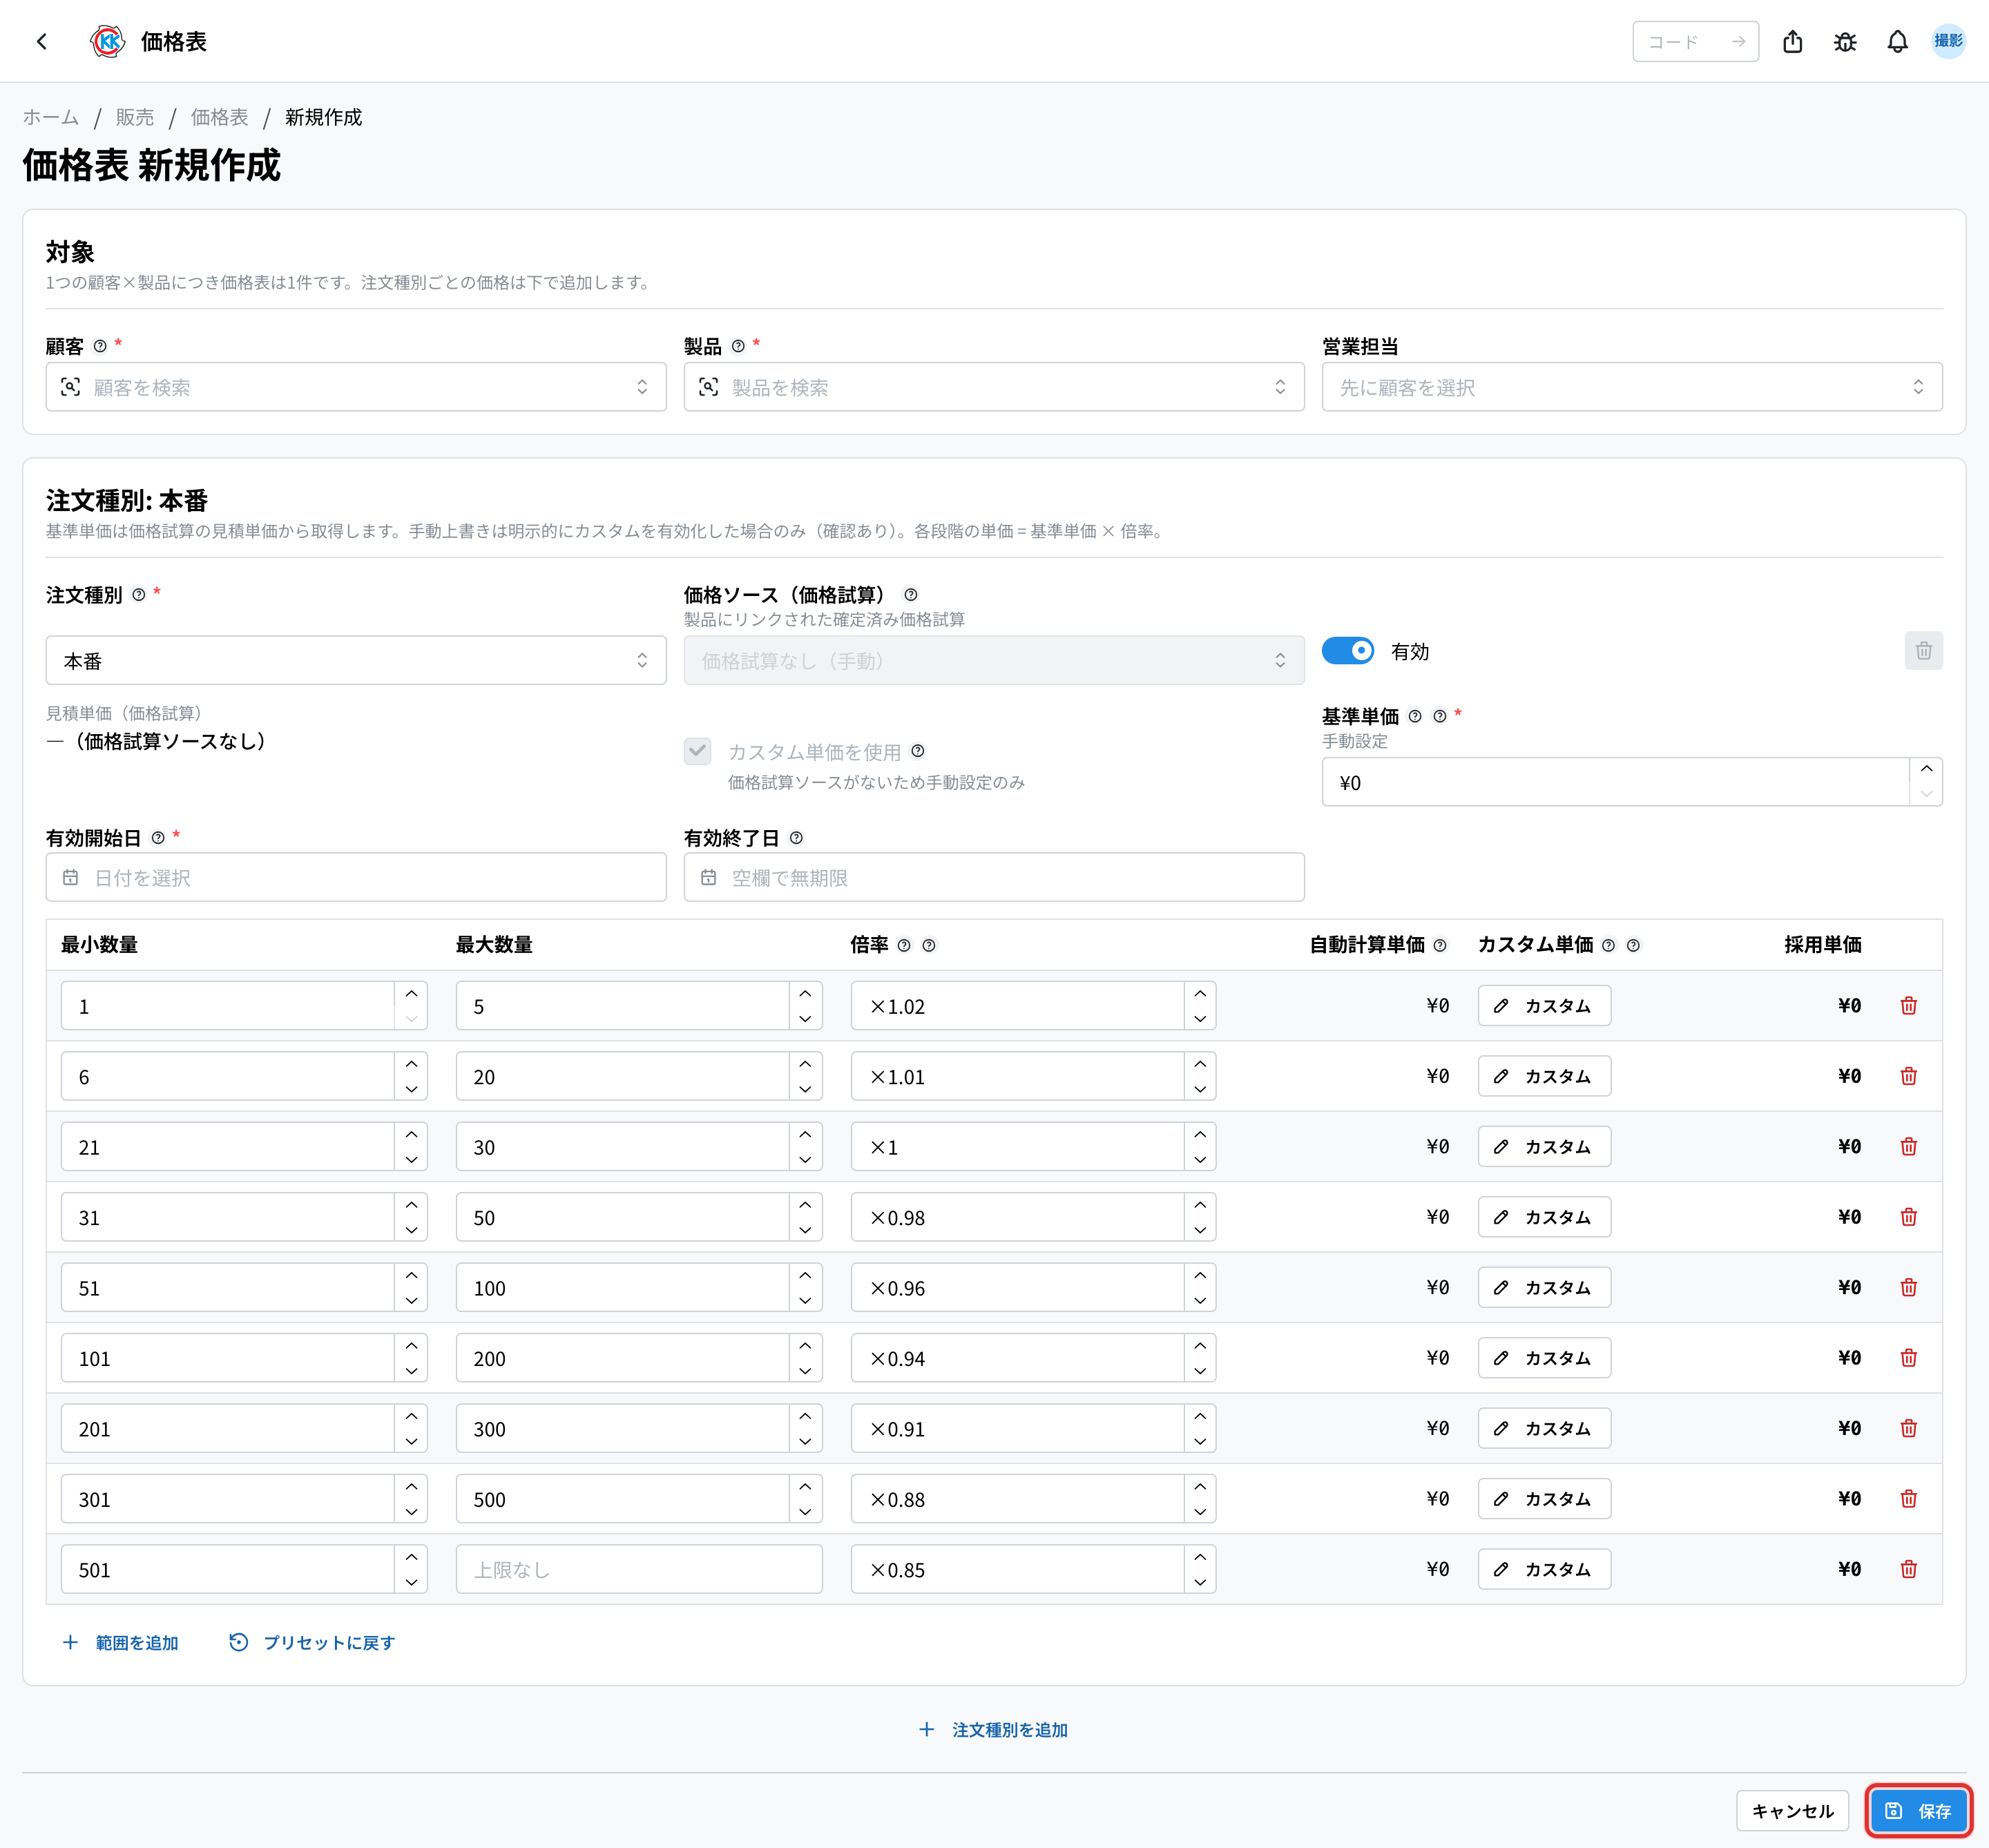 KK 価格表
コード
撮影
ホーム / 販売 / 価格表 / 新規作成
価格表 新規作成
対象
1つの顧客×製品につき価格表は1件です。注文種別ごとの価格は下で追加します。
顧客 *
製品 *
営業担当
顧客を検索
製品を検索
先に顧客を選択
注文種別: 本番
基準単価は価格試算の見積単価から取得します。手動上書きは明示的にカスタムを有効化した場合のみ（確認あり）。各段階の単価 = 基準単価 × 倍率。
注文種別 *
価格ソース（価格試算）
製品にリンクされた確定済み価格試算
本番
価格試算なし（手動）
有効
見積単価（価格試算）
—（価格試算ソースなし）
カスタム単価を使用
価格試算ソースがないため手動設定のみ
基準単価 *
手動設定
¥0
有効開始日 *
有効終了日
日付を選択
空欄で無期限
最小数量 最大数量 倍率 自動計算単価 カスタム単価 採用単価
1 5 ×1.02 ¥0 カスタム ¥0
6 20 ×1.01 ¥0 カスタム ¥0
21 30 ×1 ¥0 カスタム ¥0
31 50 ×0.98 ¥0 カスタム ¥0
51 100 ×0.96 ¥0 カスタム ¥0
101 200 ×0.94 ¥0 カスタム ¥0
201 300 ×0.91 ¥0 カスタム ¥0
301 500 ×0.88 ¥0 カスタム ¥0
501 上限なし ×0.85 ¥0 カスタム ¥0
範囲を追加
プリセットに戻す
注文種別を追加
キャンセル
保存